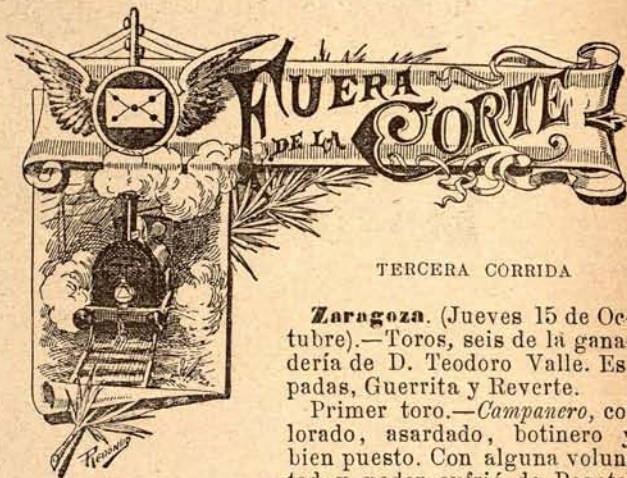 FUERA
DE LA CORTE
TERCERA CORRIDA
Zaragoza. (Jueves 15 de Oc-
tubre).—Toros, seis de la gana-
dería de D. Teodoro Valle. Es-
padas, Guerrita y Reverte.
Primer toro.—Campanero, co-
lorado, asardado, botinero y
bien puesto. Con alguna volun-
REDONDO